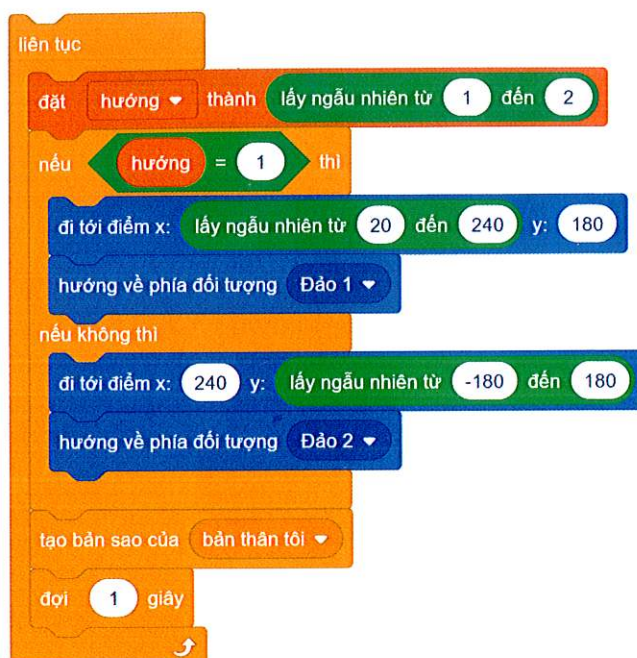 liên tục
đặt hướng thành lấy ngẫu nhiên từ 1 đến 2
nếu hướng = 1 thì
đi tới điểm x: lấy ngẫu nhiên từ 20 đến 240 y: 180
hướng về phía đối tượng Đảo 1
nếu không thì
đi tới điểm x: 240 y: lấy ngẫu nhiên từ -180 đến 180
hướng về phía đối tượng Đảo 2
tạo bản sao của bản thân tôi
đợi 1 giây